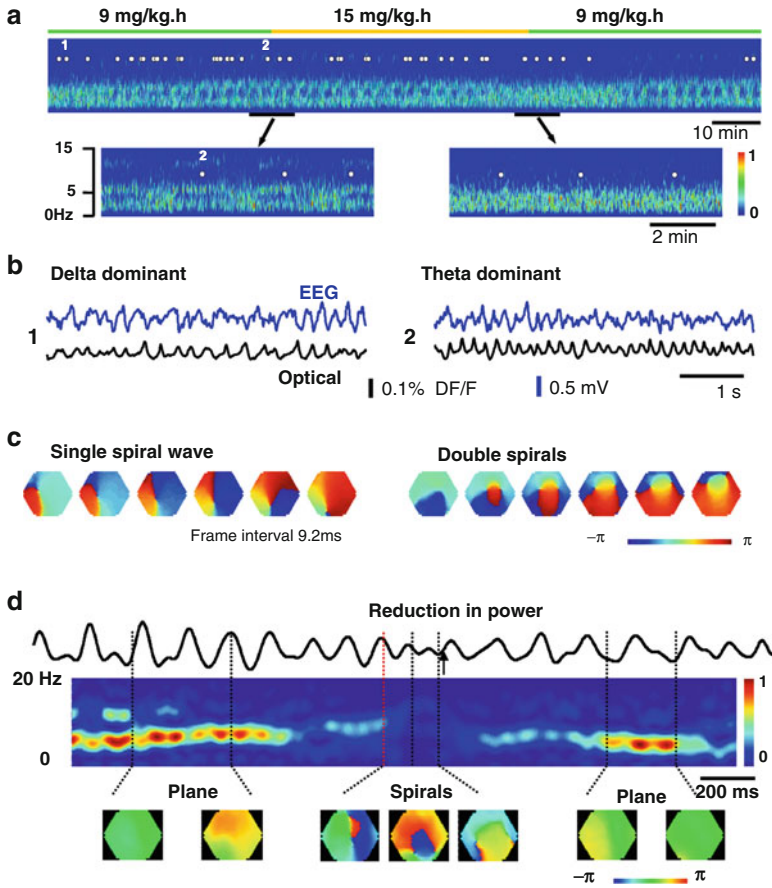 a
9 mg/kg.h 15 mg/kg.h 9 mg/kg.h
1 2
10 min
15
5
0Hz
2
1
0
2 min
b
Delta dominant Theta dominant
EEG
1 2
Optical
0.1% DF/F 0.5 mV 1 s
c
Single spiral wave Double spirals
Frame interval 9.2ms
−π π
d
Reduction in power
20 Hz
0
1
0
200 ms
Plane Spirals Plane
−π π